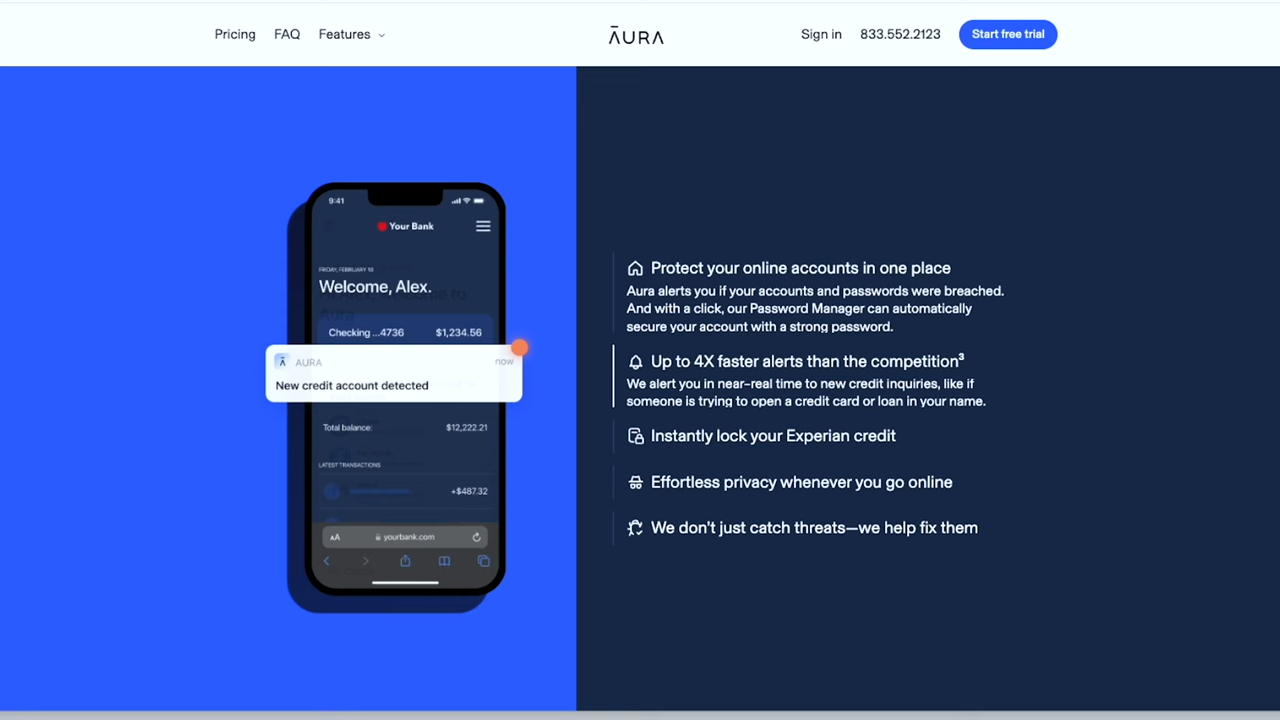 Pricing FAQ Features
ĀURA
Sign in 833.552.2123 Start free trial
9:41
Your Bank
FRIDAY, FEBRUARY 10
Welcome, Alex.
Checking ...4736 $1,234.56
AURA now
New credit account detected
Total balance: $12,222.21
LATEST TRANSACTIONS
+$487.32
AA yourbank.com
Protect your online accounts in one place
Aura alerts you if your accounts and passwords were breached.
And with a click, our Password Manager can automatically
secure your account with a strong password.
Up to 4X faster alerts than the competition³
We alert you in near-real time to new credit inquiries, like if
someone is trying to open a credit card or loan in your name.
Instantly lock your Experian credit
Effortless privacy whenever you go online
We don't just catch threats—we help fix them